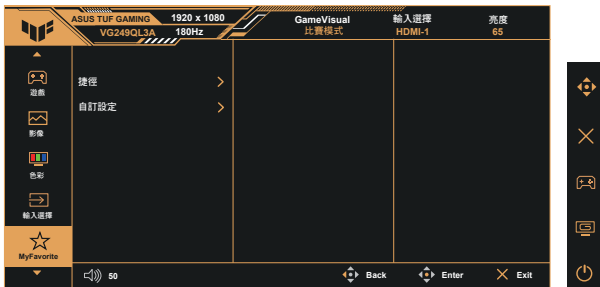 ASUS TUF GAMING 1920 x 1080
VG249QL3A 180Hz
GameVisual
比賽模式
輸入選擇
HDMI-1
亮度
65
遊戲
影像
色彩
輸入選擇
MyFavorite
捷徑
自訂設定
50
Back
Enter
Exit